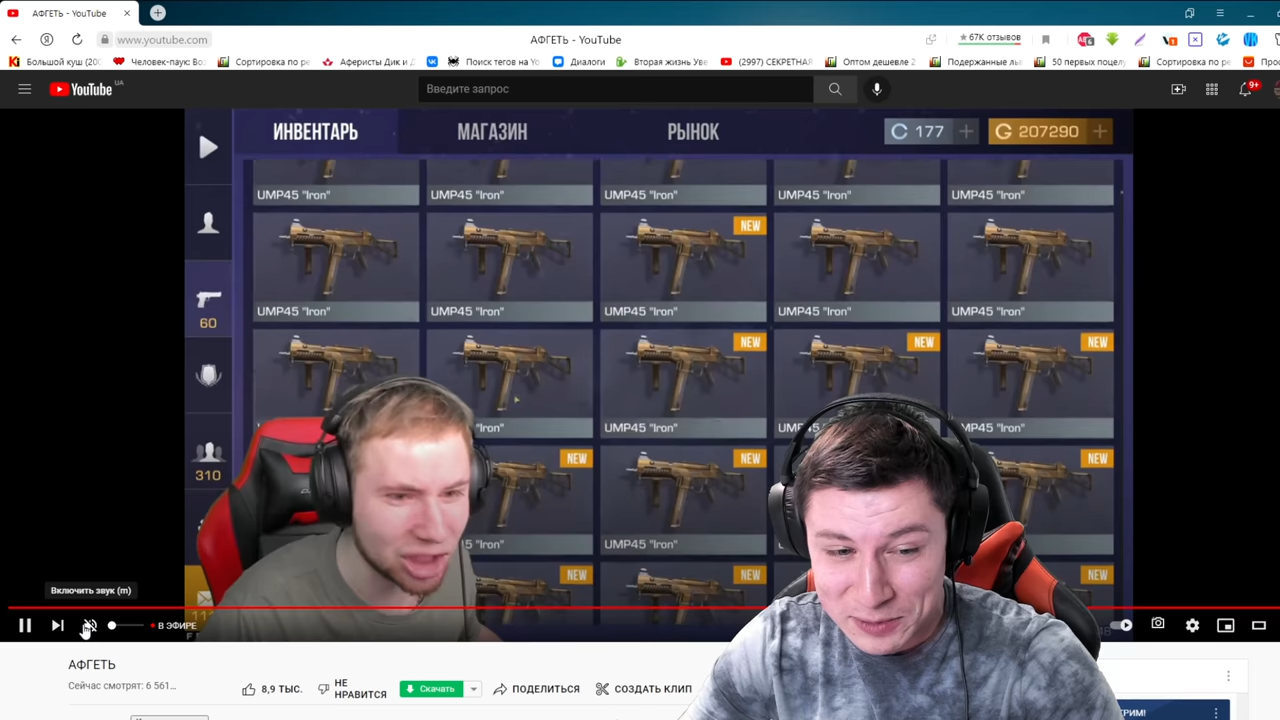 АФГЕТЬ - YouTube
www.youtube.com
АФГЕТЬ - YouTube
67K отзывов
Большой куш (200
Человек-паук: Воз
Сортировка по ре
Аферисты Дик и Д
Поиск тегов на Yo
Диалоги
Вторая жизнь Уве
(2997) СЕКРЕТНАЯ
Оптом дешевле 2
Подержанные ль
50 первых поцел
Сортировка по ре
YouTube UA
Введите запрос
9+
ИНВЕНТАРЬ
МАГАЗИН
РЫНОК
C 177 +
G 207290 +
UMP45 "Iron"
UMP45 "Iron"
UMP45 "Iron"
UMP45 "Iron"
UMP45 "Iron"
NEW
UMP45 "Iron"
UMP45 "Iron"
UMP45 "Iron"
UMP45 "Iron"
UMP45 "Iron"
60
NEW
NEW
NEW
UMP45 "Iron"
UMP45 "Iron"
310
NEW
NEW
NEW
UMP45 "Iron"
NEW
NEW
NEW
Включить звук (m)
В ЭФИРЕ
АФГЕТЬ
Сейчас смотрят: 6 561...
8,9 ТЫС.
НЕ
НРАВИТСЯ
Скачать
ПОДЕЛИТЬСЯ
СОЗДАТЬ КЛИП